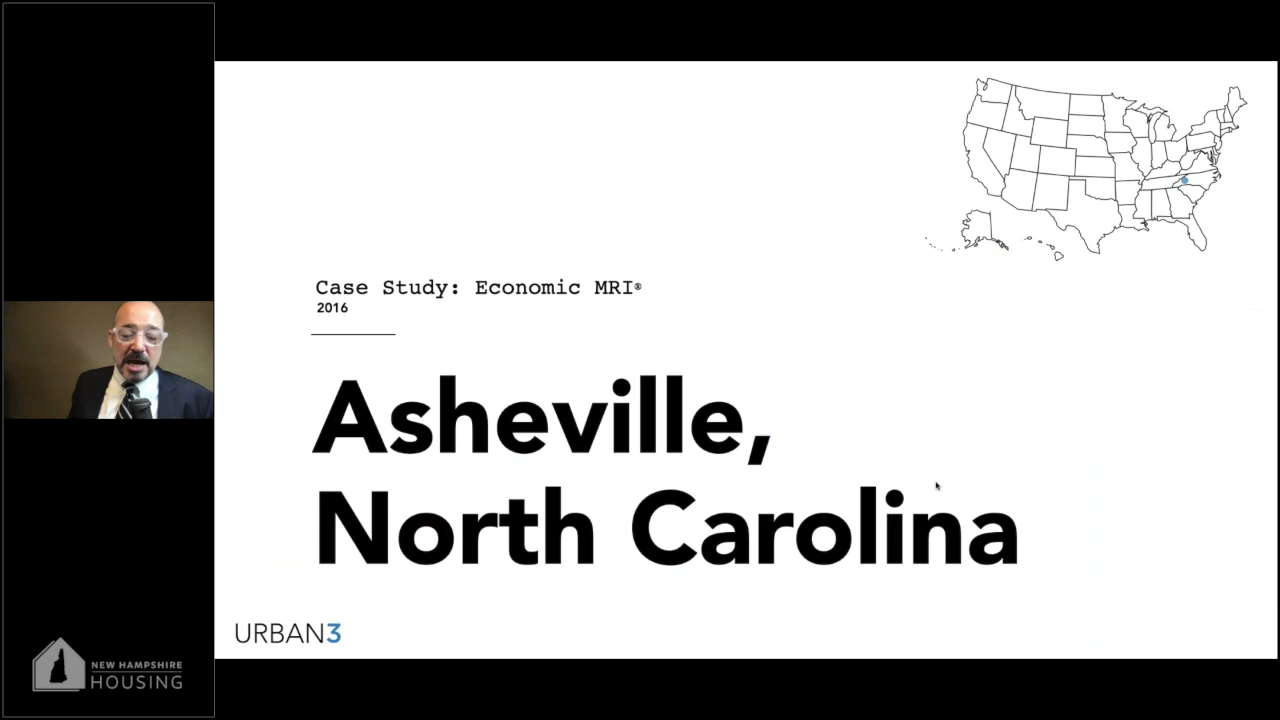 Case Study: Economic MRI®
2016
Asheville,
North Carolina
URBAN3
NEW HAMPSHIRE
HOUSING